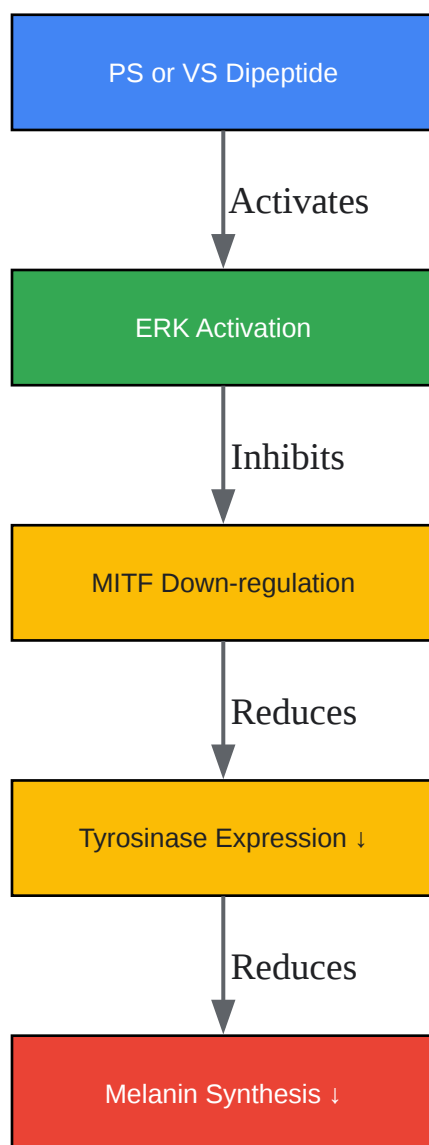 PS or VS Dipeptide
Activates
ERK Activation
Inhibits
MITF Down-regulation
Reduces
Tyrosinase Expression ↓
Reduces
Melanin Synthesis ↓